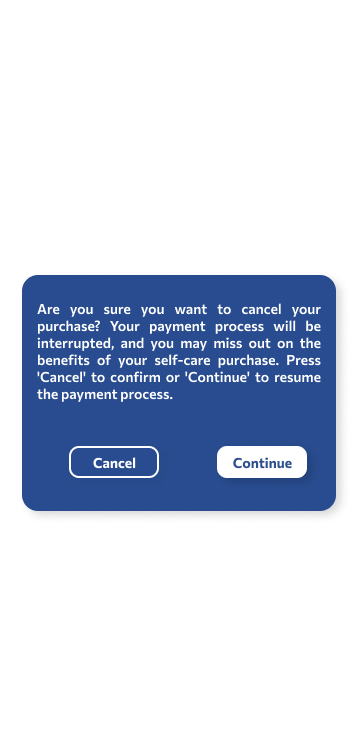 Are you sure you want to cancel your
purchase? Your payment process will be
interrupted, and you may miss out on the
benefits of your self-care purchase. Press
'Cancel' to confirm or 'Continue' to resume
the payment process.
Cancel
Continue